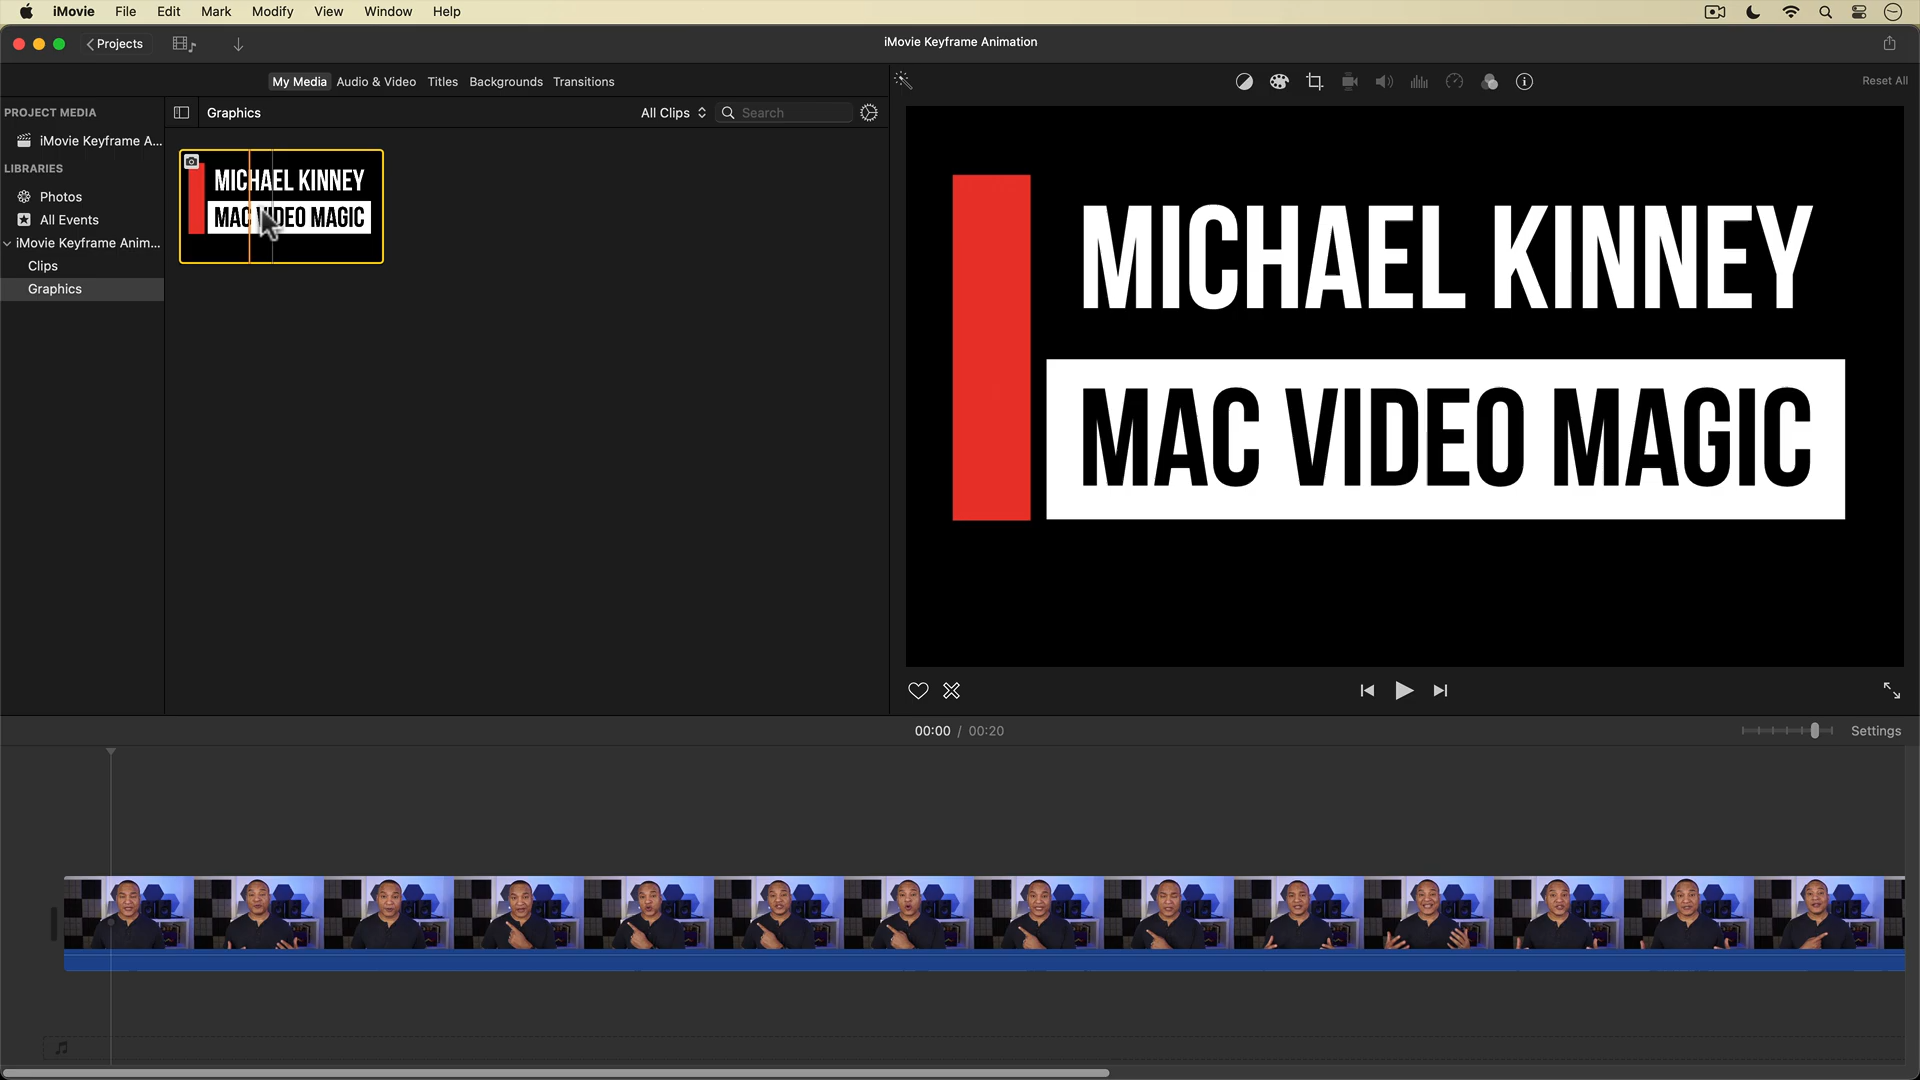 iMovie File Edit Mark Modify View Window Help
Projects
iMovie Keyframe Animation
My Media Audio & Video Titles Backgrounds Transitions
Reset All
PROJECT MEDIA
iMovie Keyframe A...
LIBRARIES
Photos
All Events
iMovie Keyframe Anim...
Clips
Graphics
Graphics
All Clips
Search
MICHAEL KINNEY
MAC VIDEO MAGIC
MICHAEL KINNEY
MAC VIDEO MAGIC
00:00 / 00:20
Settings